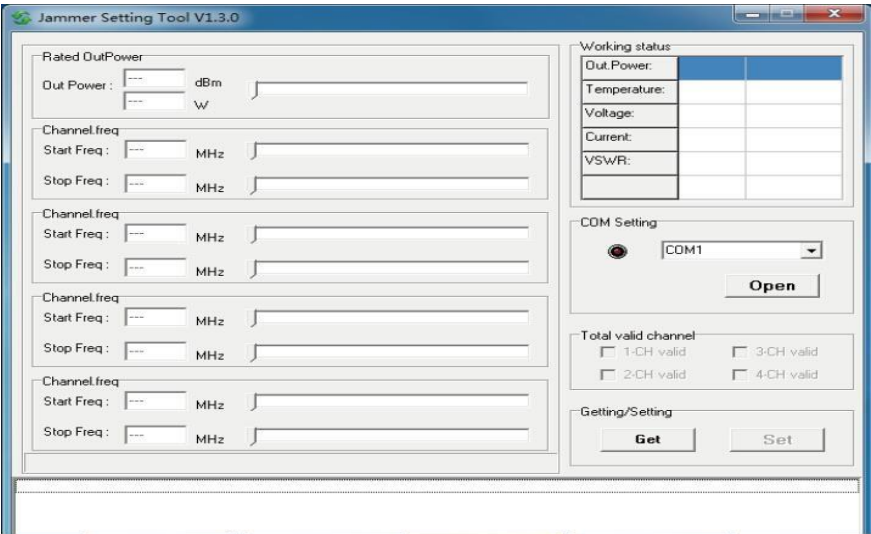 Jammer Setting Tool V1.3.0
Rated OutPower
Out Power : --- dBm
--- W
Channel.freq
Start Freq : --- MHz
Stop Freq : --- MHz
Channel.freq
Start Freq : --- MHz
Stop Freq : --- MHz
Channel.freq
Start Freq : --- MHz
Stop Freq : --- MHz
Channel.freq
Start Freq : --- MHz
Stop Freq : --- MHz
Working status
Out.Power:
Temperature:
Voltage:
Current:
VSWR:
COM Setting
COM1
Open
Total valid channel
1-CH valid 3-CH valid
2-CH valid 4-CH valid
Getting/Setting
Get Set